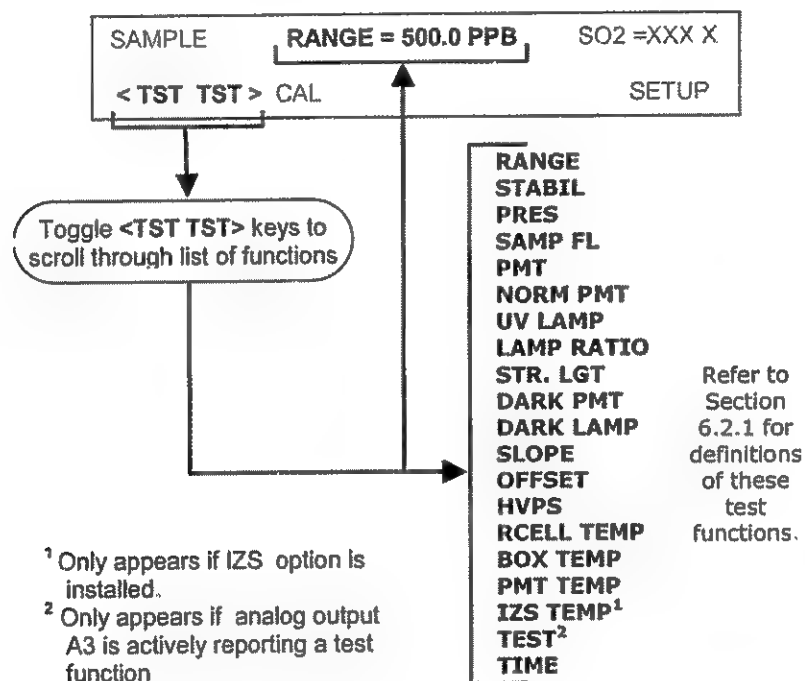 SAMPLE RANGE = 500.0 PPB SO2 =XXX X
< TST TST > CAL SETUP
Toggle <TST TST> keys to
scroll through list of functions
RANGE
STABIL
PRES
SAMP FL
PMT
NORM PMT
UV LAMP
LAMP RATIO
STR. LGT
DARK PMT
DARK LAMP
SLOPE
OFFSET
HVPS
RCELL TEMP
BOX TEMP
PMT TEMP
IZS TEMP¹
TEST²
TIME
Refer to
Section
6.2.1 for
definitions
of these
test
functions.
¹ Only appears if IZS option is
installed.
² Only appears if analog output
A3 is actively reporting a test
function